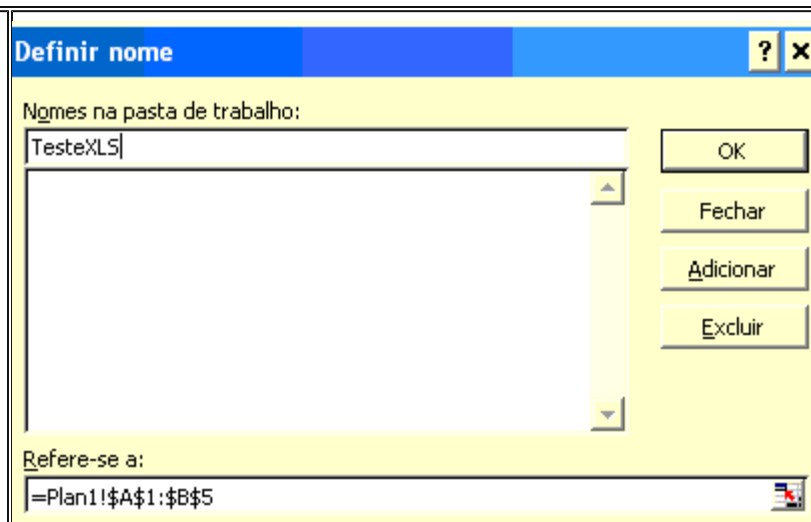 Definir nome
Nomes na pasta de trabalho:
TesteXLS
OK
Fechar
Adicionar
Excluir
Refere-se a:
=Plan1!$A$1:$B$5